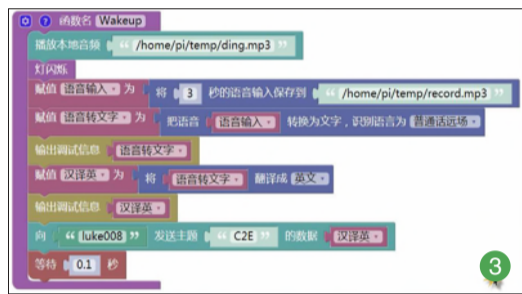 函数名 Wakeup
播放本地音频 “ /home/pi/temp/ding.mp3 ”
灯闪烁
赋值 语音输入 为 将 3 秒的语音输入保存到 “ /home/pi/temp/record.mp3 ”
赋值 语音转文字 为 把语音 语音输入 转换为文字，识别语言为 普通话远场
输出调试信息 语音转文字
赋值 汉译英 为 将 语音转文字 翻译成 英文
输出调试信息 汉译英
向 “ luke008 ” 发送主题 “ C2E ” 的数据 汉译英
等待 0.1 秒
3